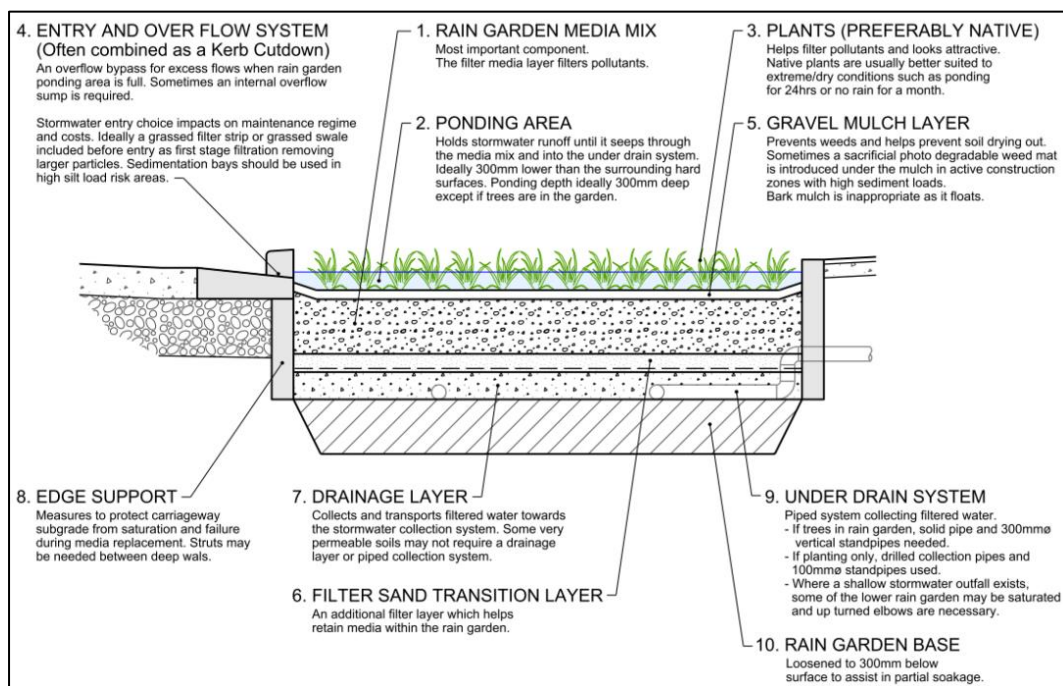 4. ENTRY AND OVER FLOW SYSTEM
(Often combined as a Kerb Cutdown)
An overflow bypass for excess flows when rain garden
ponding area is full. Sometimes an internal overflow
sump is required.
Stormwater entry choice impacts on maintenance regime
and costs. Ideally a grassed filter strip or grassed swale
included before entry as first stage filtration removing
larger particles. Sedimentation bays should be used in
high silt load risk areas.
1. RAIN GARDEN MEDIA MIX
Most important component.
The filter media layer filters pollutants.
2. PONDING AREA
Holds stormwater runoff until it seeps through
the media mix and into the under drain system.
Ideally 300mm lower than the surrounding hard
surfaces. Ponding depth ideally 300mm deep
except if trees are in the garden.
3. PLANTS (PREFERABLY NATIVE)
Helps filter pollutants and looks attractive.
Native plants are usually better suited to
extreme/dry conditions such as ponding
for 24hrs or no rain for a month.
5. GRAVEL MULCH LAYER
Prevents weeds and helps prevent soil drying out.
Sometimes a sacrificial photo degradable weed mat
is introduced under the mulch in active construction
zones with high sediment loads.
Bark mulch is inappropriate as it floats.
8. EDGE SUPPORT
Measures to protect carriageway
subgrade from saturation and failure
during media replacement. Struts may
be needed between deep wals.
7. DRAINAGE LAYER
Collects and transports filtered water towards
the stormwater collection system. Some very
permeable soils may not require a drainage
layer or piped collection system.
6. FILTER SAND TRANSITION LAYER
An additional filter layer which helps
retain media within the rain garden.
9. UNDER DRAIN SYSTEM
Piped system collecting filtered water.
- If trees in rain garden, solid pipe and 300mmø
vertical standpipes needed.
- If planting only, drilled collection pipes and
100mmø standpipes used.
- Where a shallow stormwater outfall exists,
some of the lower rain garden may be saturated
and up turned elbows are necessary.
10. RAIN GARDEN BASE
Loosened to 300mm below
surface to assist in partial soakage.